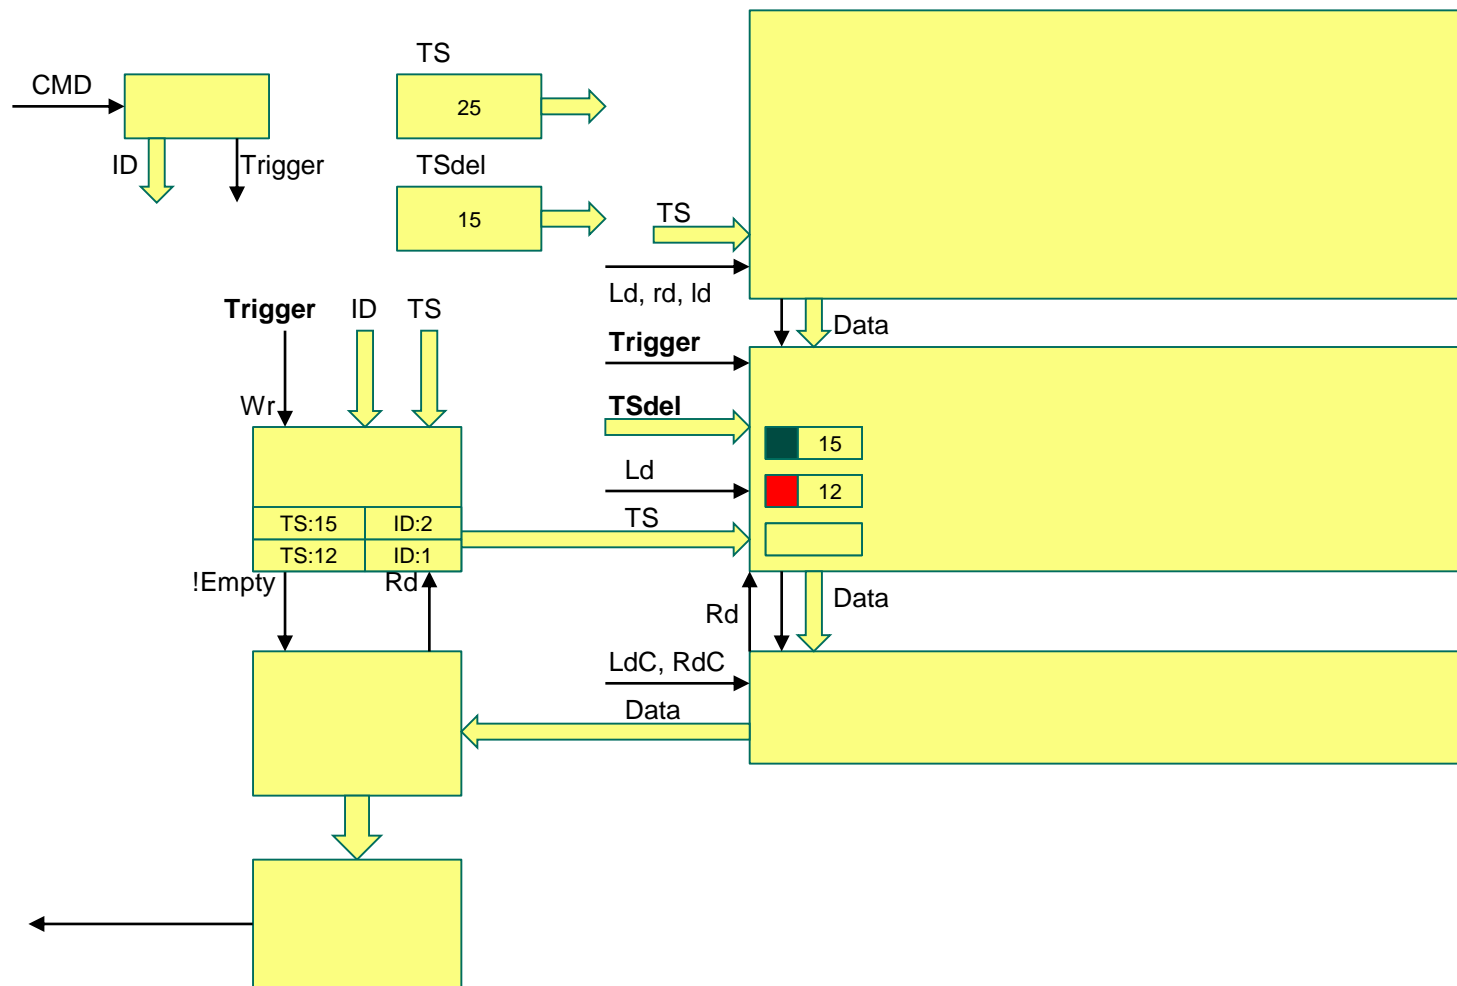 TS
CMD
25
ID
Trigger
TSdel
15
TS
Ld, rd, ld
Trigger
ID
TS
Data
Trigger
Wr
TSdel
15
Ld
12
TS:15
ID:2
TS
TS:12
ID:1
!Empty
Rd
Rd
Data
LdC, RdC
Data